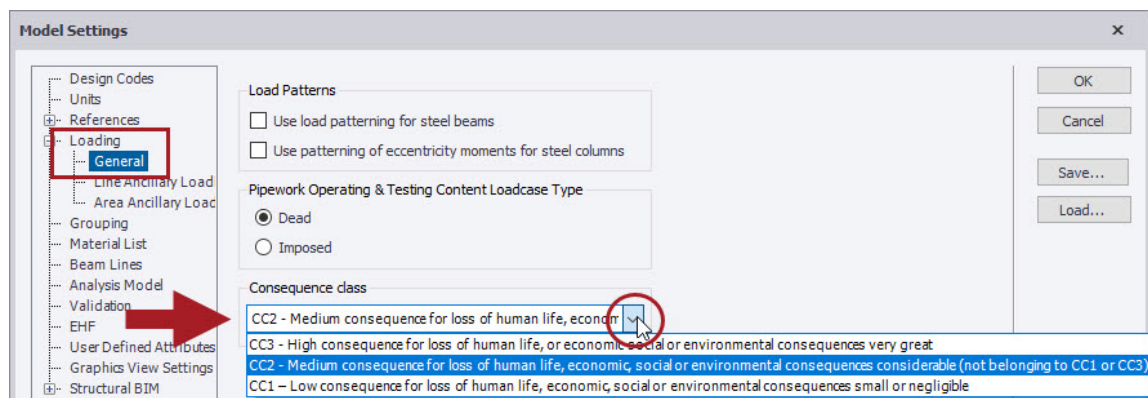 Model Settings
Design Codes
Units
References
Loading
General
Line Ancillary Load
Area Ancillary Loac
Grouping
Material List
Beam Lines
Analysis Model
Validation
EHF
User Defined Attributes
Graphics View Settings
Structural BIM
Load Patterns
Use load patterning for steel beams
Use patterning of eccentricity moments for steel columns
Pipework Operating & Testing Content Loadcase Type
Dead
Imposed
Consequence class
CC2 - Medium consequence for loss of human life, econom
CC3 - High consequence for loss of human life, or economic social or environmental consequences very great
CC2 - Medium consequence for loss of human life, economic, social or environmental consequences considerable (not belonging to CC1 or CC3)
CC1 – Low consequence for loss of human life, economic, social or environmental consequences small or negligible
OK
Cancel
Save...
Load...